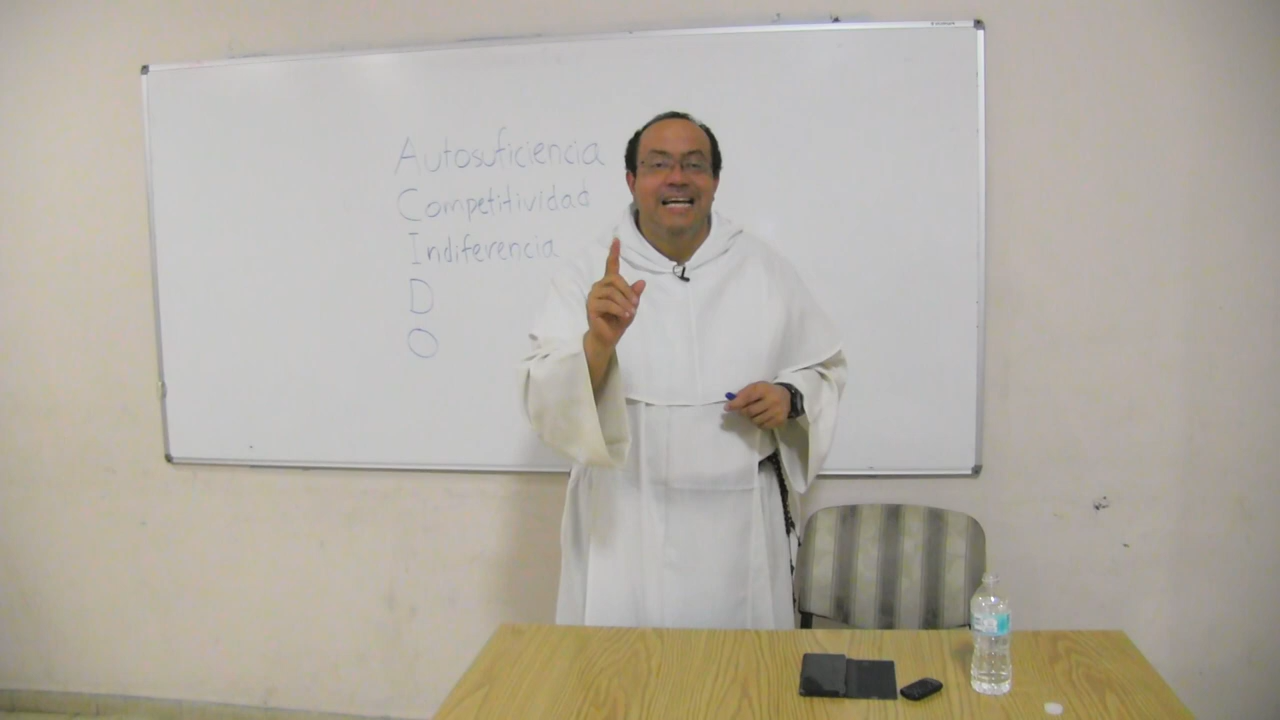 Autosuficiencia
Competitividad
Indiferencia
D
O